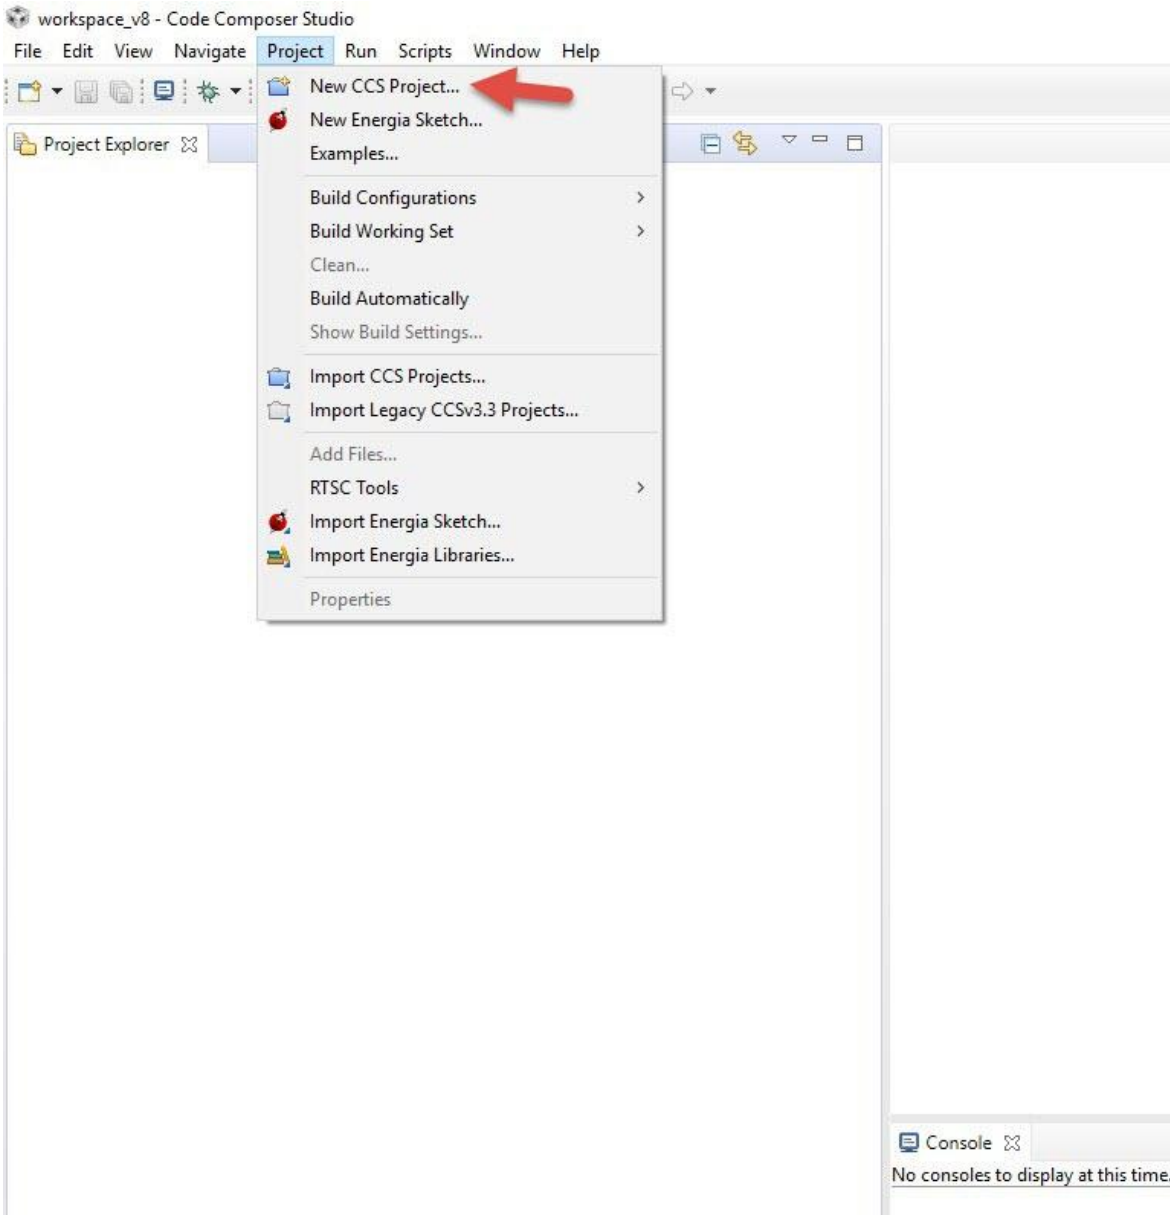 workspace_v8 - Code Composer Studio
File Edit View Navigate Project Run Scripts Window Help
New CCS Project...
New Energia Sketch...
Project Explorer
Examples...
Build Configurations
Build Working Set
Clean...
Build Automatically
Show Build Settings...
Import CCS Projects...
Import Legacy CCSv3.3 Projects...
Add Files...
RTSC Tools
Import Energia Sketch...
Import Energia Libraries...
Properties
Console
No consoles to display at this time.